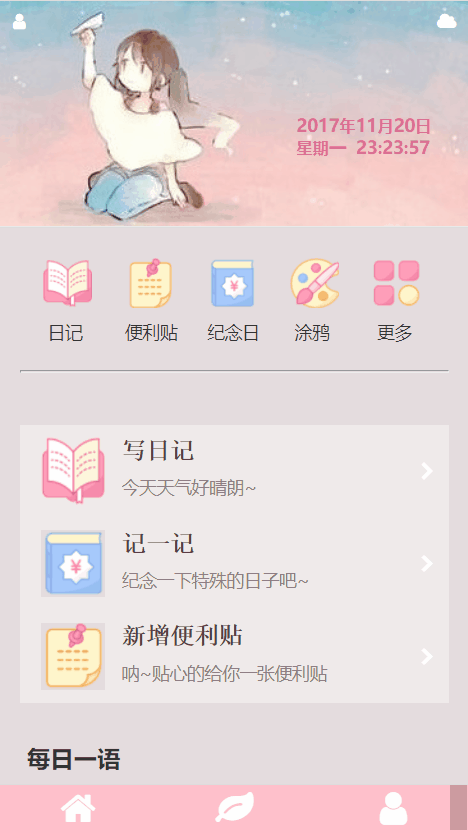 2017年11月20日
星期一 23:23:57
日记 便利贴 纪念日 涂鸦 更多
写日记
今天天气好晴朗~
记一记
纪念一下特殊的日子吧~
新增便利贴
呐~贴心的给你一张便利贴
每日一语